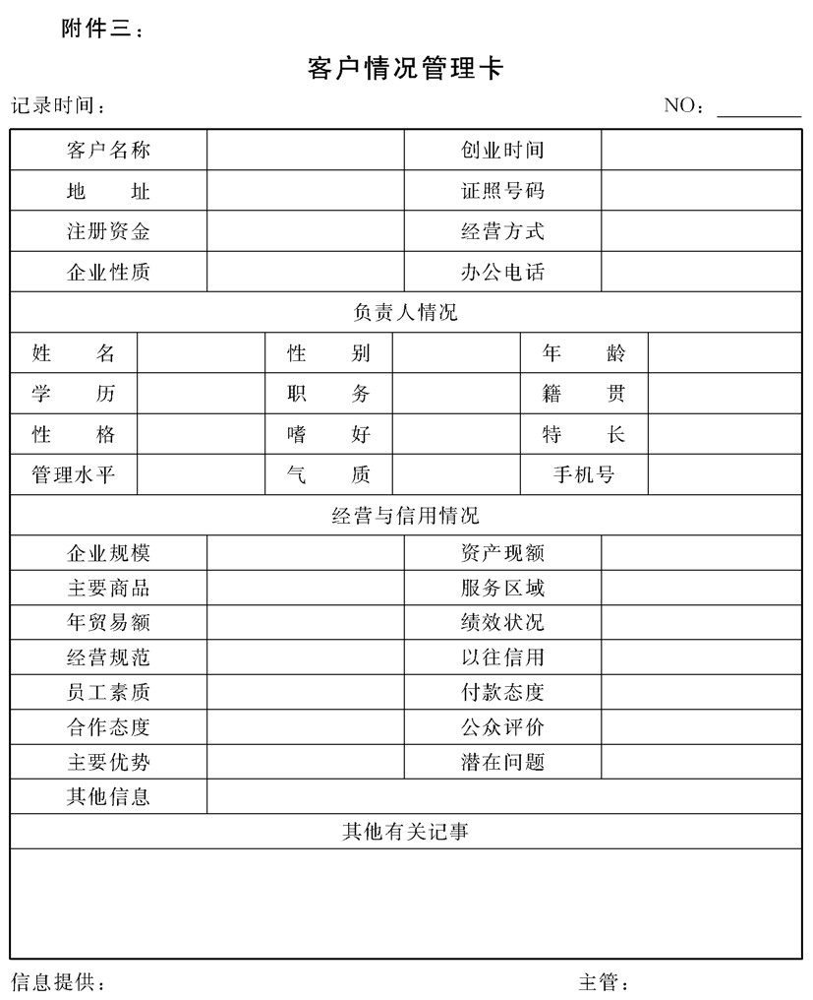 附件三：
客户情况管理卡
记录时间： NO：
客户名称 创业时间
地 址 证照号码
注册资金 经营方式
企业性质 办公电话
负责人情况
姓 名 性 别 年 龄
学 历 职 务 籍 贯
性 格 嗜 好 特 长
管理水平 气 质 手机号
经营与信用情况
企业规模 资产现额
主要商品 服务区域
年贸易额 绩效状况
经营规范 以往信用
员工素质 付款态度
合作态度 公众评价
主要优势 潜在问题
其他信息
其他有关记事
信息提供： 主管：